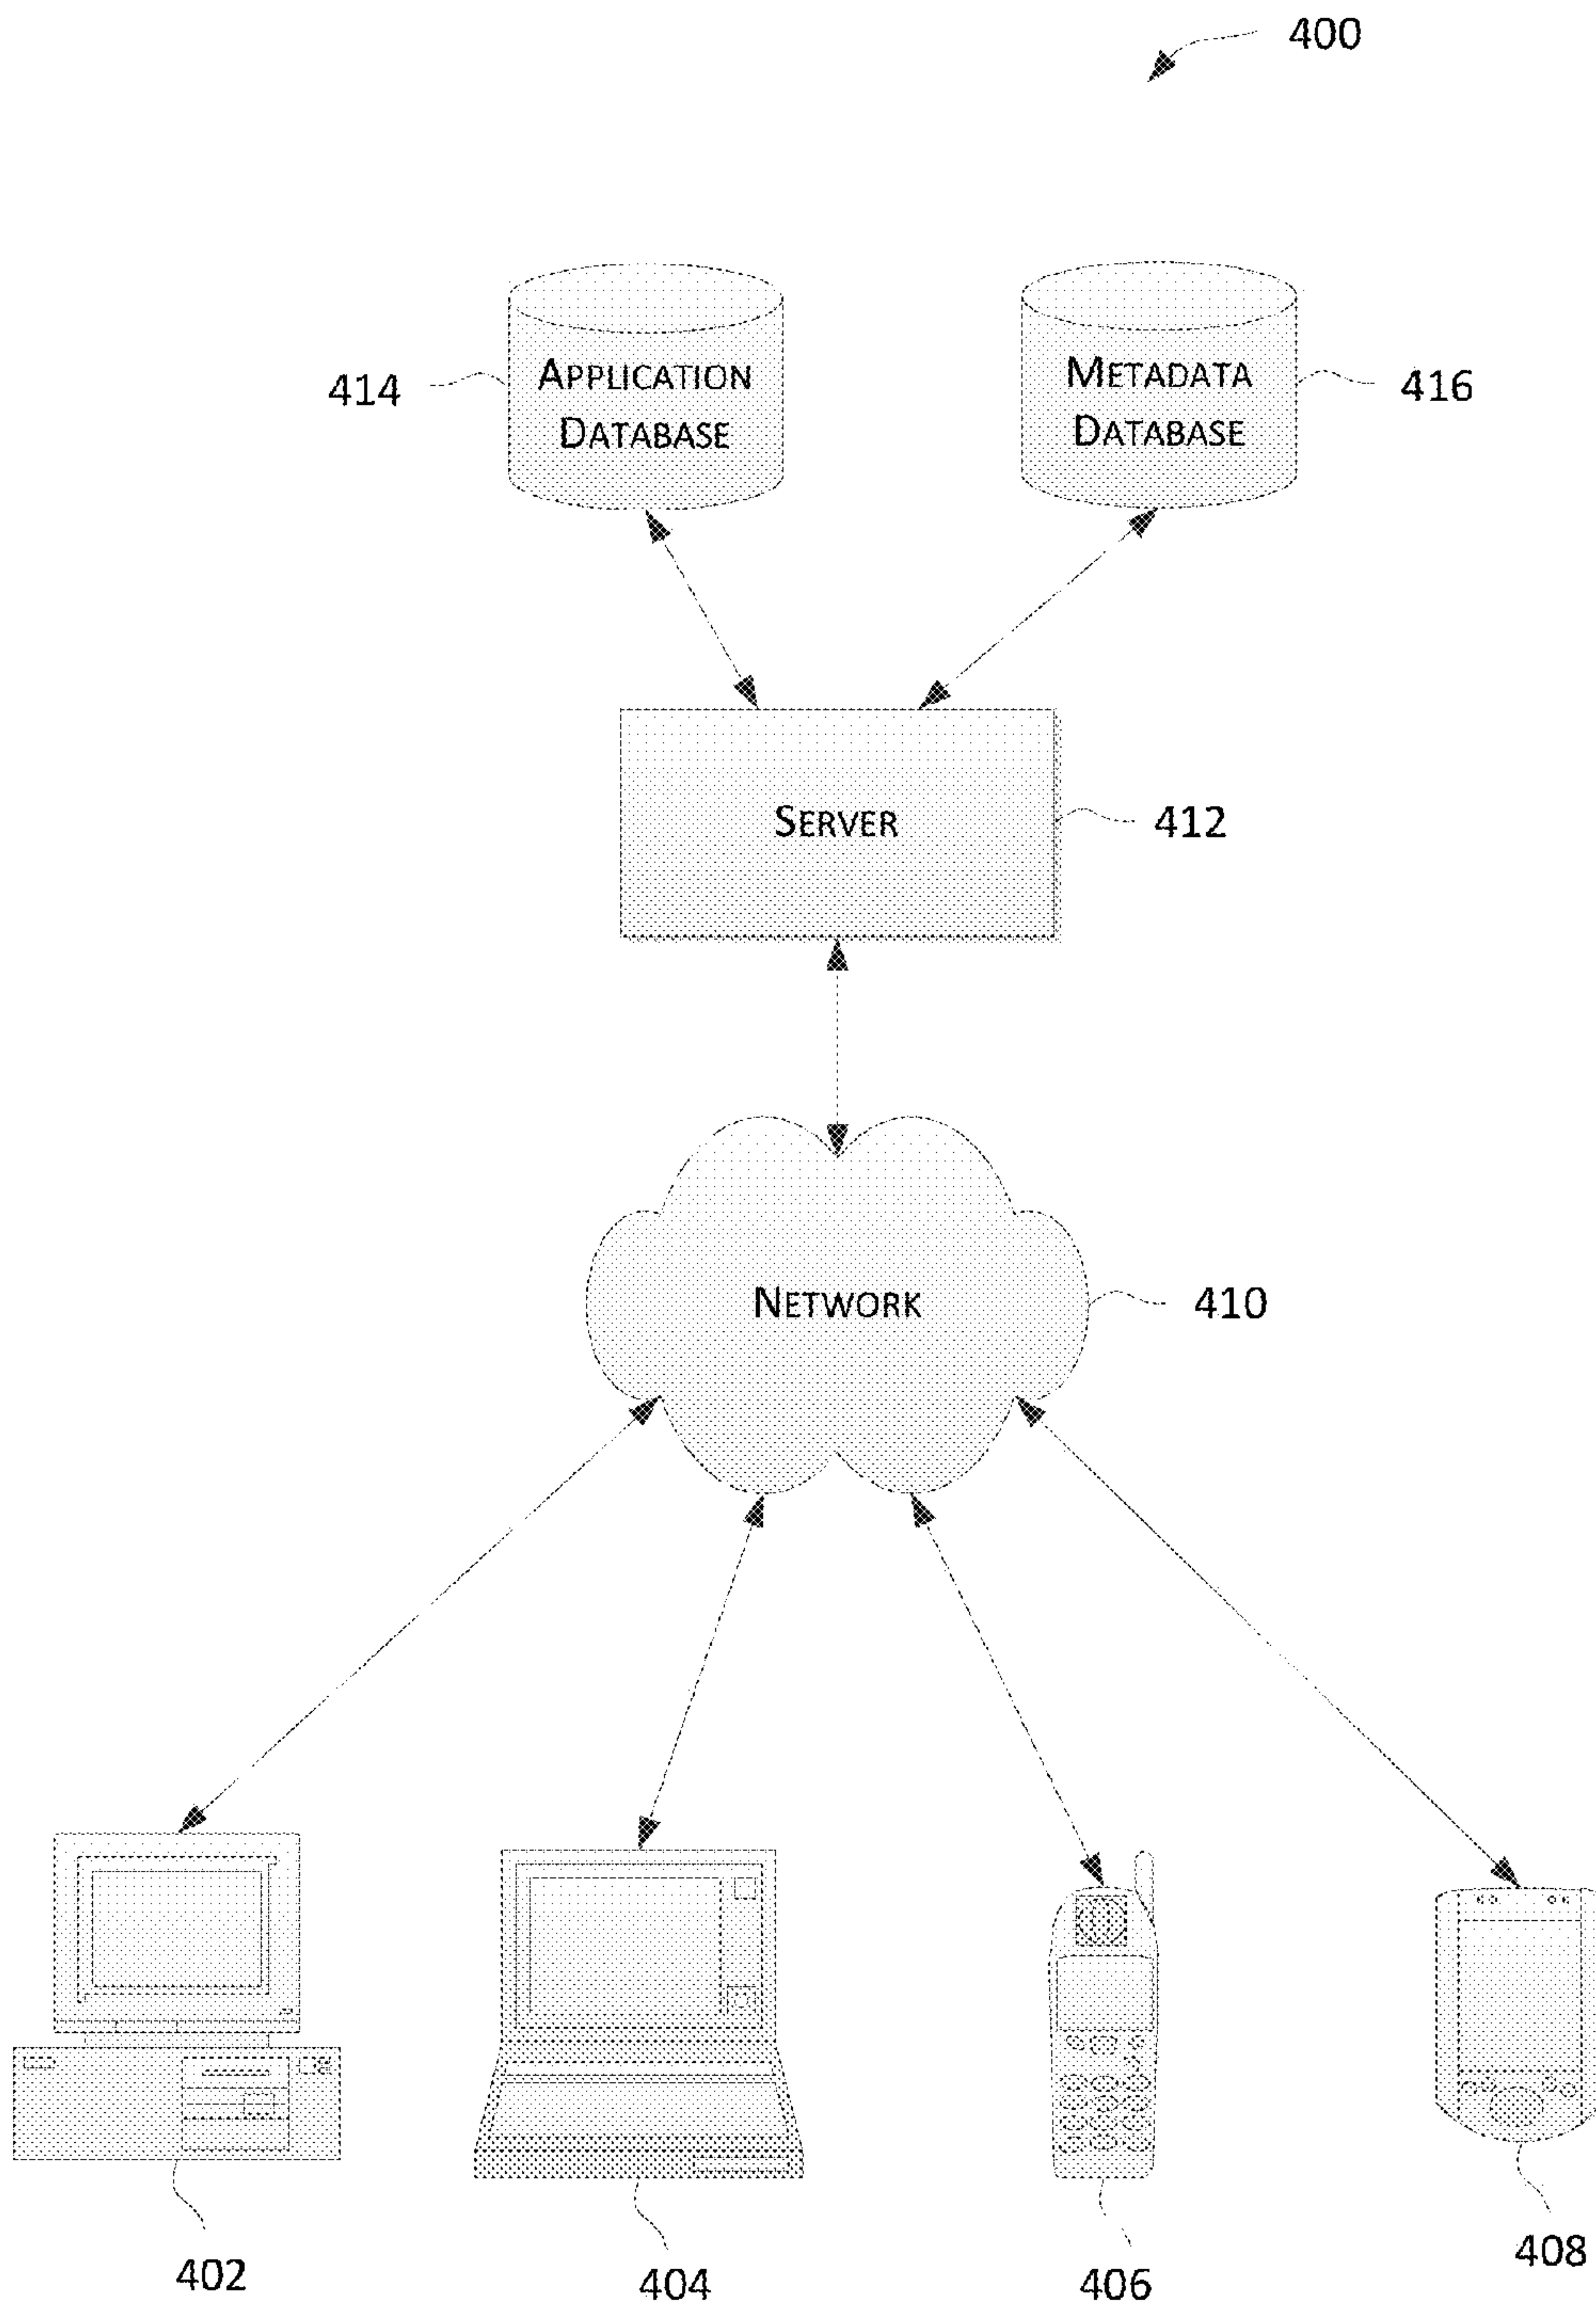 400
414
APPLICATION
DATABASE
METADATA
DATABASE
416
SERVER
412
NETWORK
410
402
404
406
408